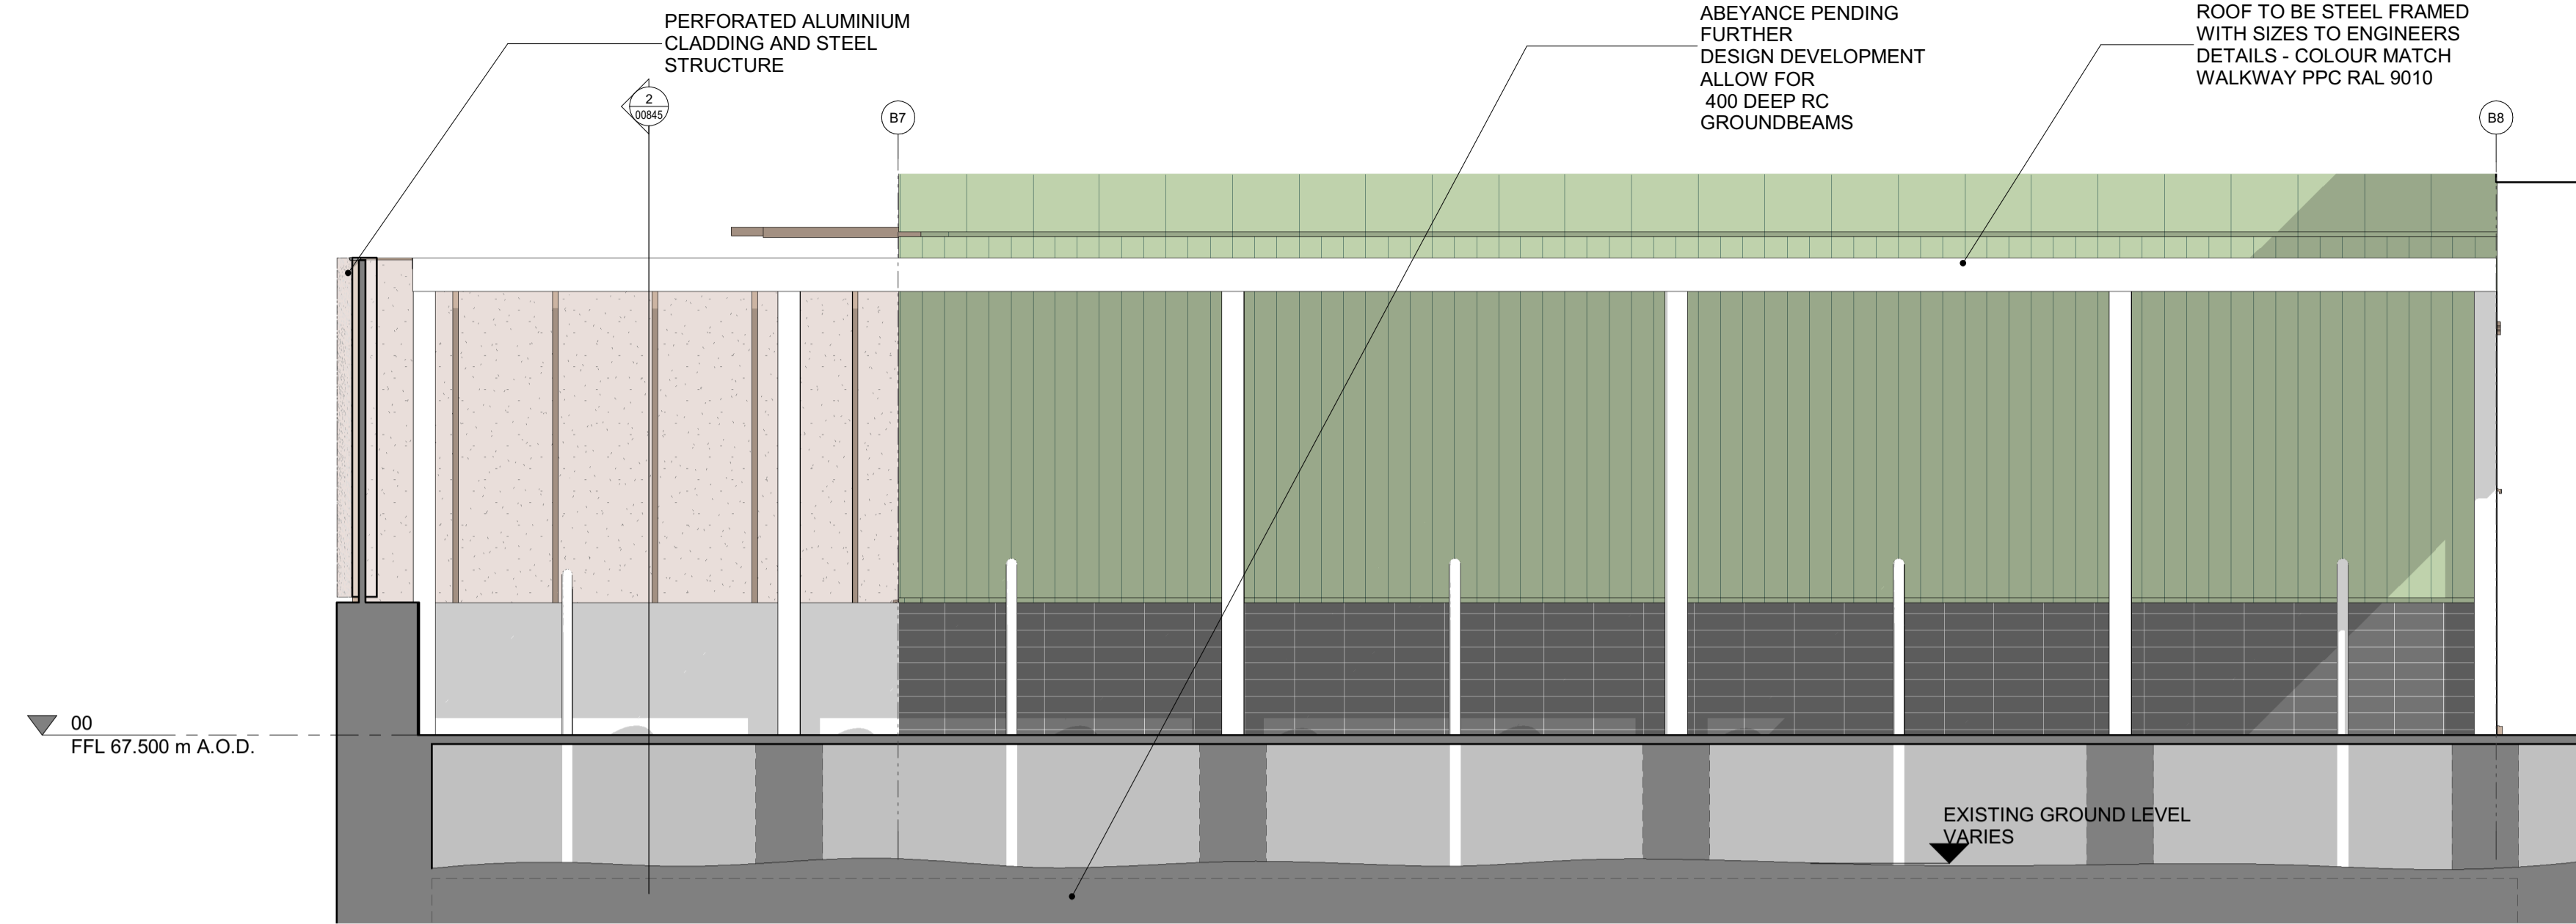 PERFORATED ALUMINIUM
CLADDING AND STEEL
STRUCTURE
2
00845
B7
ABEYANCE PENDING
FURTHER
DESIGN DEVELOPMENT
ALLOW FOR
400 DEEP RC
GROUNDBEAMS
ROOF TO BE STEEL FRAMED
WITH SIZES TO ENGINEERS
DETAILS - COLOUR MATCH
WALKWAY PPC RAL 9010
B8
00
FFL 67.500 m A.O.D.
EXISTING GROUND LEVEL
VARIES